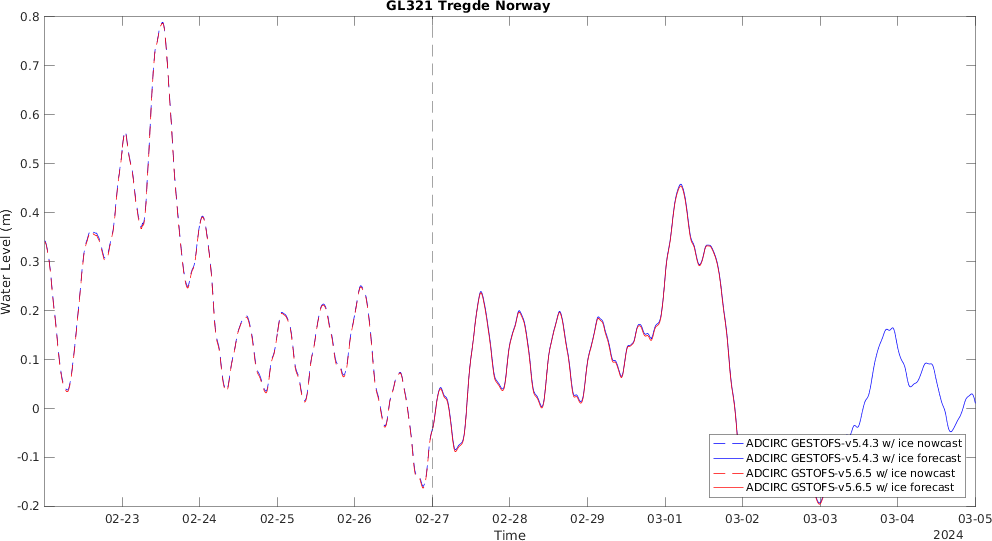 GL321 Tregde Norway
0.8
0.7
0.6
0.5
0.4
0.3
0.2
0.1
0
-0.1
-0.2
Water Level (m)
ADCIRC GESTOFS-v5.4.3 w/ ice nowcast
ADCIRC GESTOFS-v5.4.3 w/ ice forecast
ADCIRC GSTOFS-v5.6.5 w/ ice nowcast
ADCIRC GSTOFS-v5.6.5 w/ ice forecast
02-23 02-24 02-25 02-26 02-27 02-28 02-29 03-01 03-02 03-03 03-04 03-05
Time
2024